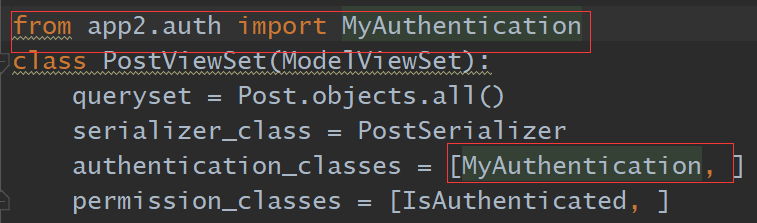 from app2.auth import MyAuthentication
class PostViewSet(ModelViewSet):
    queryset = Post.objects.all()
    serializer_class = PostSerializer
    authentication_classes = [MyAuthentication, ]
    permission_classes = [IsAuthenticated, ]